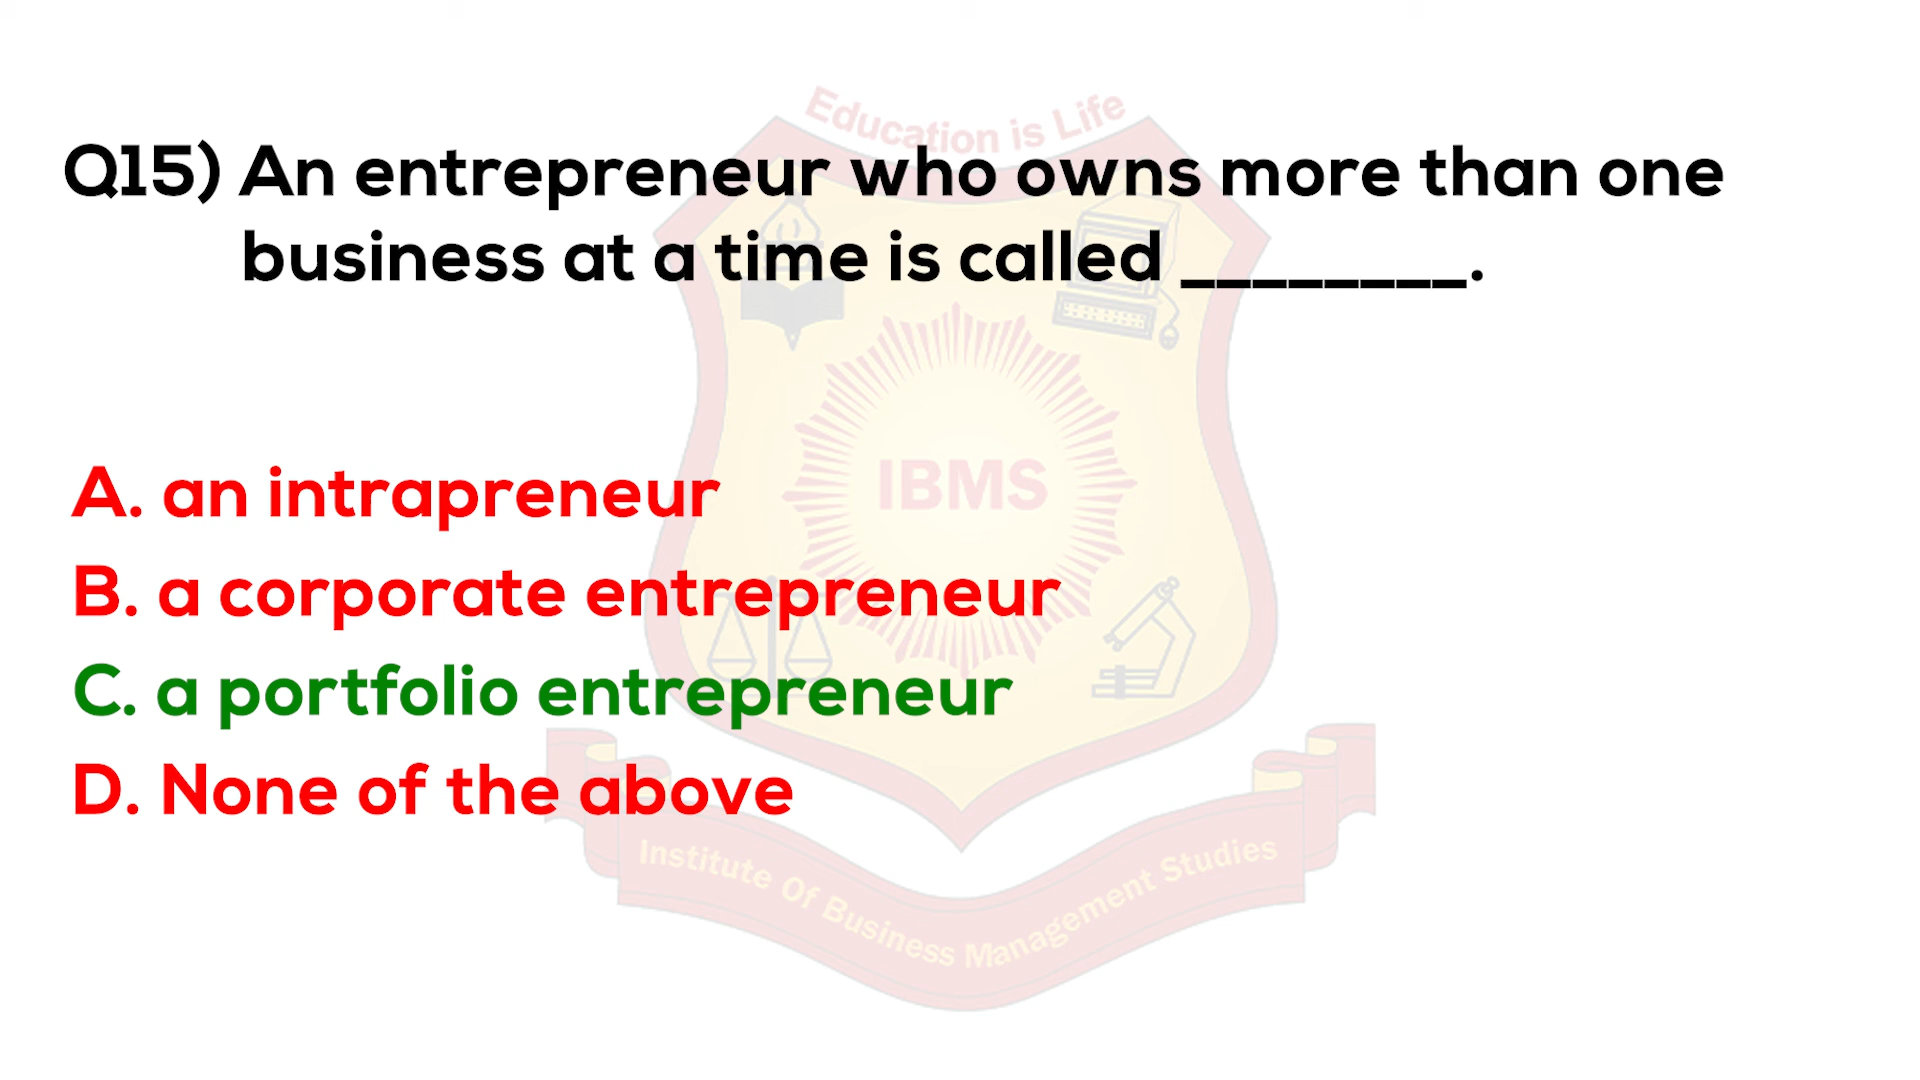 Education is Life
Q15) An entrepreneur who owns more than one
business at a time is called ________.
IBMS
A. an intrapreneur
B. a corporate entrepreneur
C. a portfolio entrepreneur
D. None of the above
Institute Of Business Management Studies